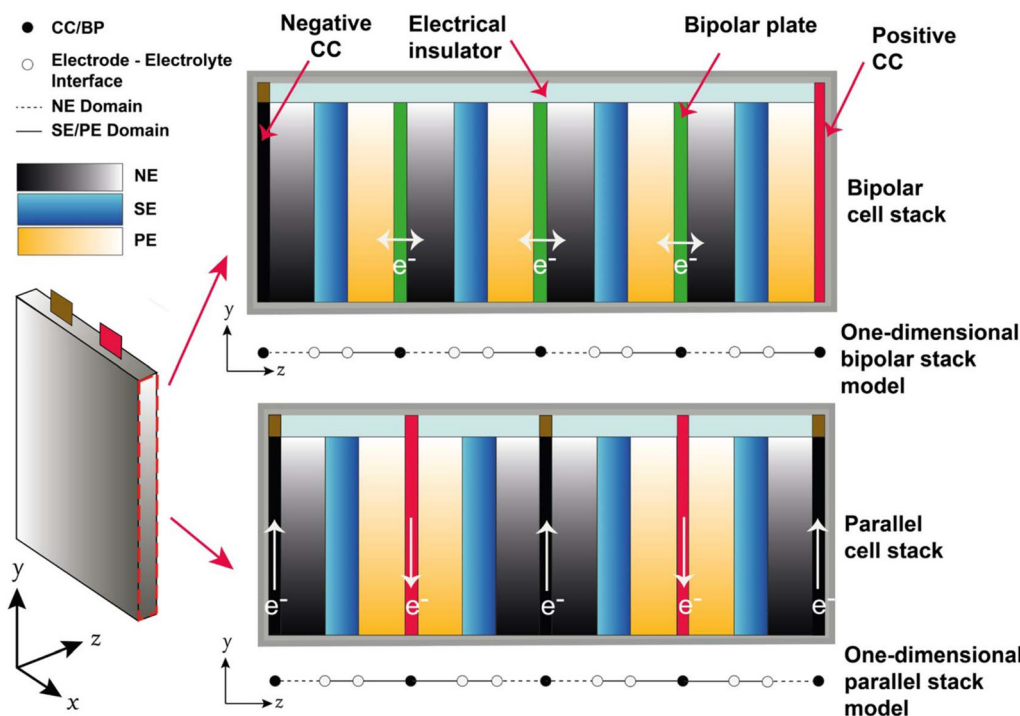 CC/BP
Electrode - Electrolyte
Interface
NE Domain
SE/PE Domain
NE
SE
PE
Negative
CC
Electrical
insulator
Bipolar plate
Positive
CC
e-
e-
e-
Bipolar
cell stack
y
z
One-dimensional
bipolar stack
model
y
z
x
e-
e-
e-
e-
e-
Parallel
cell stack
y
z
One-dimensional
parallel stack
model